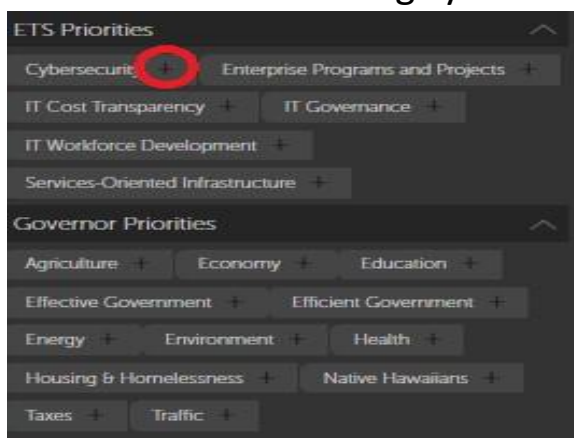 ETS Priorities
Cybersecurity + Enterprise Programs and Projects +
IT Cost Transparency + IT Governance +
IT Workforce Development +
Services-Oriented Infrastructure +
Governor Priorities
Agriculture + Economy + Education +
Effective Government + Efficient Government +
Energy + Environment + Health +
Housing & Homelessness + Native Hawaiians +
Taxes + Traffic +